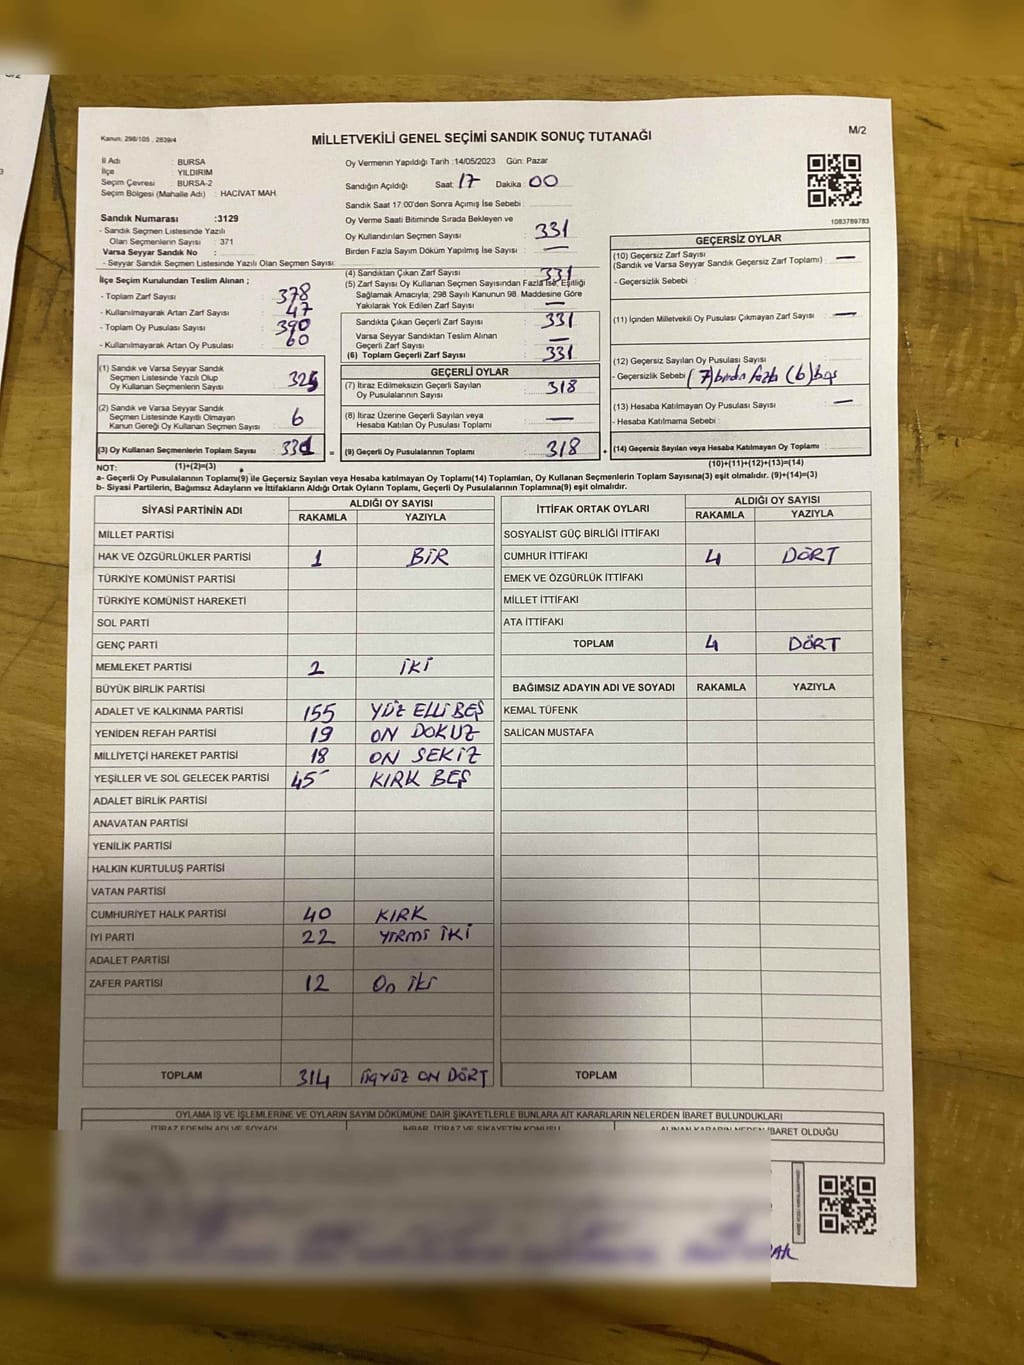 Kanun. 298/105 , 2839/4
MİLLETVEKİLİ GENEL SEÇİMİ SANDIK SONUÇ TUTANAĞI
M/2
İl Adı : BURSA
İlçe : YILDIRIM
Seçim Çevresi : BURSA-2
Seçim Bölgesi (Mahalle Adı) : HACİVAT MAH.
Oy Vermenin Yapıldığı Tarih :14/05/2023 Gün: Pazar
Sandığın Açıldığı Saat: 17 Dakika : 00
Sandık Saat 17:00'den Sonra Açımış İse Sebebi :
Sandık Numarası :3129
- Sandık Seçmen Listesinde Yazılı
Olan Seçmenlerin Sayısı : 371
Varsa Seyyar Sandık No :
- Seyyar Sandık Seçmen Listesinde Yazılı Olan Seçmen Sayısı:
Oy Verme Saati Bitiminde Sırada Bekleyen ve
Oy Kullandırılan Seçmen Sayısı : 331
Birden Fazla Sayım Döküm Yapılmış İse Sayısı : —
1083789783
İlçe Seçim Kurulundan Teslim Alınan ;
- Toplam Zarf Sayısı : 378
- Kullanılmayarak Artan Zarf Sayısı : 47
- Toplam Oy Pusulası Sayısı : 390
- Kullanılmayarak Artan Oy Pusulası : 60
(4) Sandıktan Çıkan Zarf Sayısı : 331
(5) Zarf Sayısı Oy Kullanan Seçmen Sayısından Fazla İse, Eşitliği
Sağlamak Amacıyla, 298 Sayılı Kanunun 98. Maddesine Göre
Yakılarak Yok Edilen Zarf Sayısı : —
Sandıkta Çıkan Geçerli Zarf Sayısı : 331
Varsa Seyyar Sandıktan Teslim Alınan
Geçerli Zarf Sayısı : —
(6) Toplam Geçerli Zarf Sayısı : 331
GEÇERSİZ OYLAR
(10) Geçersiz Zarf Sayısı
(Sandık ve Varsa Seyyar Sandık Geçersiz Zarf Toplamı) : —
- Geçersizlik Sebebi :
(11) İçinden Milletvekili Oy Pusulası Çıkmayan Zarf Sayısı : —
(12) Geçersiz Sayılan Oy Pusulası Sayısı :
- Geçersizlik Sebebi : (7) birden fazla (6) boş
(13) Hesaba Katılmayan Oy Pusulası Sayısı : —
- Hesaba Katılmama Sebebi :
(14) Geçersiz Sayılan veya Hesaba Katılmayan Oy Toplamı :
(10)+(11)+(12)+(13)=(14)
(1) Sandık ve Varsa Seyyar Sandık
Seçmen Listesinde Yazılı Olup
Oy Kullanan Seçmenlerin Sayısı : 325
(2) Sandık ve Varsa Seyyar Sandık
Seçmen Listesinde Kayıtlı Olmayan
Kanun Gereği Oy Kullanan Seçmen Sayısı : 6
(3) Oy Kullanan Seçmenlerin Toplam Sayısı : 331 =
(1)+(2)=(3)
GEÇERLİ OYLAR
(7) İtiraz Edilmeksizin Geçerli Sayılan
Oy Pusulasının Sayısı : 318
(8) İtiraz Üzerine Geçerli Sayılan veya
Hesaba Katılan Oy Pusulası Toplamı : —
(9) Geçerli Oy Pusulalarının Toplamı : 318 +
NOT:
a- Geçerli Oy Pusulalarının Toplamı(9) ile Geçersiz Sayılan veya Hesaba katılmayan Oy Toplamı(14) Toplamları, Oy Kullanan Seçmenlerin Toplam Sayısına(3) eşit olmalıdır. (9)+(14)=(3)
b- Siyasi Partilerin, Bağımsız Adayların ve İttifakların Aldığı Ortak Oyların Toplamı, Geçerli Oy Pusulalarının Toplamına(9) eşit olmalıdır.
SİYASİ PARTİNİN ADI ALDIĞI OY SAYISI
RAKAMLA YAZIYLA
MİLLET PARTİSİ
HAK VE ÖZGÜRLÜKLER PARTİSİ 1 BİR
TÜRKİYE KOMÜNİST PARTİSİ
TÜRKİYE KOMÜNİST HAREKETİ
SOL PARTİ
GENÇ PARTİ
MEMLEKET PARTİSİ 2 İKİ
BÜYÜK BİRLİK PARTİSİ
ADALET VE KALKINMA PARTİSİ 155 YÜZ ELLİ BEŞ
YENİDEN REFAH PARTİSİ 19 ON DOKUZ
MİLLİYETÇİ HAREKET PARTİSİ 18 ON SEKİZ
YEŞİLLER VE SOL GELECEK PARTİSİ 45 KIRK BEŞ
ADALET BİRLİK PARTİSİ
ANAVATAN PARTİSİ
YENİLİK PARTİSİ
HALKIN KURTULUŞ PARTİSİ
VATAN PARTİSİ
CUMHURİYET HALK PARTİSİ 40 KIRK
İYİ PARTİ 22 YİRMİ İKİ
ADALET PARTİSİ
ZAFER PARTİSİ 12 On iki
TOPLAM 314 ÜÇYÜZ ON DÖRT
İTTİFAK ORTAK OYLARI ALDIĞI OY SAYISI
RAKAMLA YAZIYLA
SOSYALİST GÜÇ BİRLİĞİ İTTİFAKI
CUMHUR İTTİFAKI 4 DÖRT
EMEK VE ÖZGÜRLÜK İTTİFAKI
MİLLET İTTİFAKI
ATA İTTİFAKI
TOPLAM 4 DÖRT
BAĞIMSIZ ADAYIN ADI VE SOYADI RAKAMLA YAZIYLA
KEMAL TÜFENK
SALİCAN MUSTAFA
TOPLAM
OYLAMA İŞ VE İŞLEMLERİNE VE OYLARIN SAYIM DÖKÜMÜNE DAİR ŞİKAYETLERLE BUNLARA AİT KARARLARIN NELERDEN İBARET BULUNDUKLARI
İTİRAZ EDENİN ADI VE SOYADI İHBAR, İTİRAZ VE ŞİKAYETİN KONUSU ALINAN KARARIN NEDEN İBARET OLDUĞU